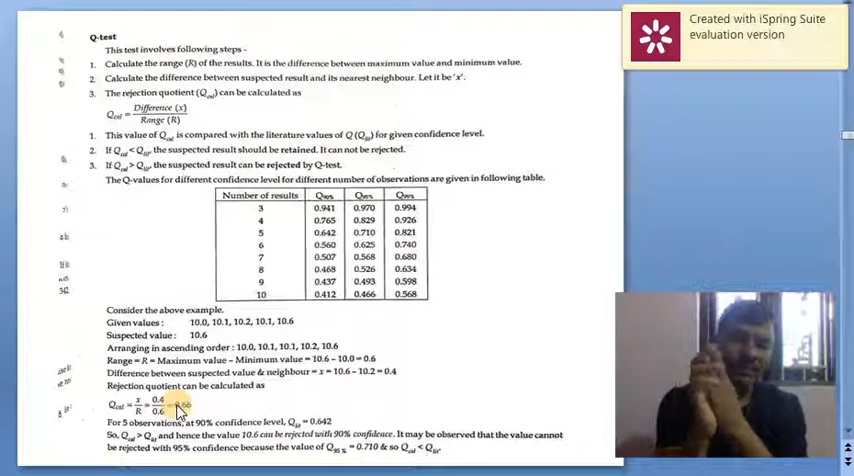 Created with iSpring Suite
evaluation version
Q-test
This test involves following steps -
1. Calculate the range (R) of the results. It is the difference between maximum value and minimum value.
2. Calculate the difference between suspected result and its nearest neighbour. Let it be 'x'.
3. The rejection quotient (Qcal) can be calculated as
Qcal = Difference (x) / Range (R)
1. This value of Qcal is compared with the literature values of Q (Qlit) for given confidence level.
2. If Qcal < Qlit, the suspected result should be retained. It can not be rejected.
3. If Qcal > Qlit, the suspected result can be rejected by Q-test.
The Q-values for different confidence level for different number of observations are given in following table.
Number of results Q90% Q95% Q99%
3 0.941 0.970 0.994
4 0.765 0.829 0.926
5 0.642 0.710 0.821
6 0.560 0.625 0.740
7 0.507 0.568 0.680
8 0.468 0.526 0.634
9 0.437 0.493 0.598
10 0.412 0.466 0.568
Consider the above example.
Given values : 10.0, 10.1, 10.2, 10.1, 10.6
Suspected value : 10.6
Arranging in ascending order : 10.0, 10.1, 10.1, 10.2, 10.6
Range = R = Maximum value - Minimum value = 10.6 - 10.0 = 0.6
Difference between suspected value & neighbour = x = 10.6 - 10.2 = 0.4
Rejection quotient can be calculated as
Qcal = x / R = 0.4 / 0.6 = 0.66
For 5 observations, at 90% confidence level, Qlit = 0.642
So, Qcal > Qlit and hence the value 10.6 can be rejected with 90% confidence. It may be observed that the value cannot
be rejected with 95% confidence because the value of Q95 % = 0.710 & so Qcal < Qlit.